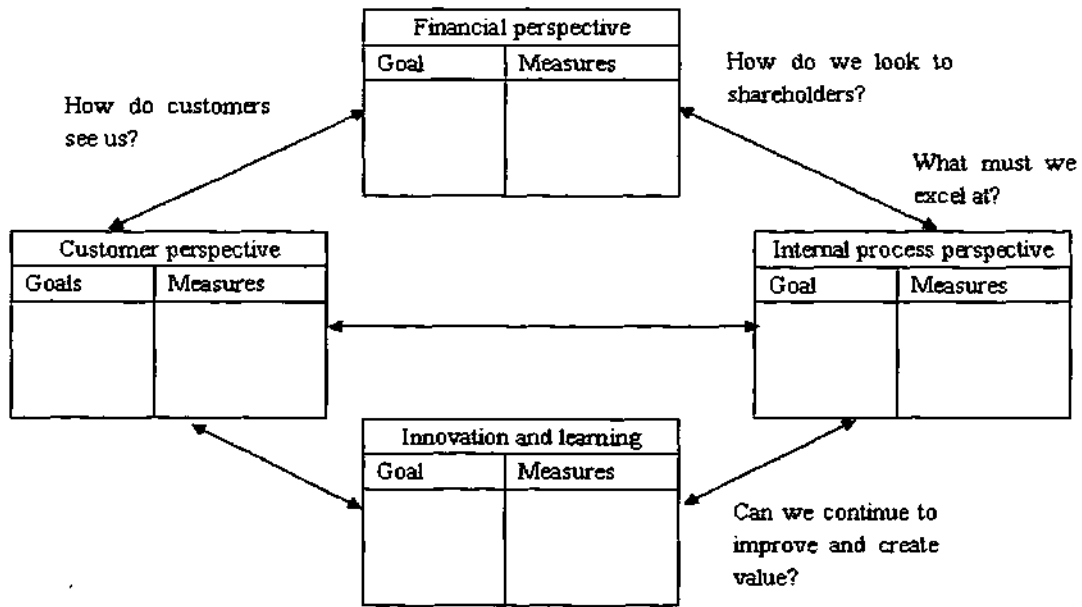 Financial perspective
Goal Measures
How do we look to
shareholders?
How do customers
see us?
What must we
excel at?
Customer perspective
Goals Measures
Internal process perspective
Goal Measures
Innovation and learning
Goal Measures
Can we continue to
improve and create
value?